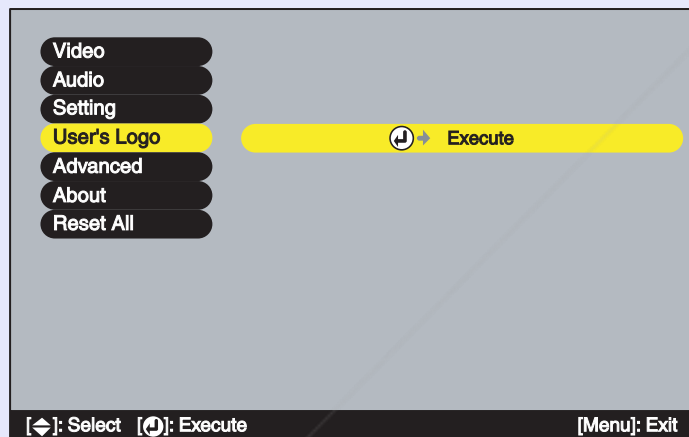 Video
Audio
Setting
User's Logo
Execute
Advanced
About
Reset All
[]: Select []: Execute [Menu]: Exit